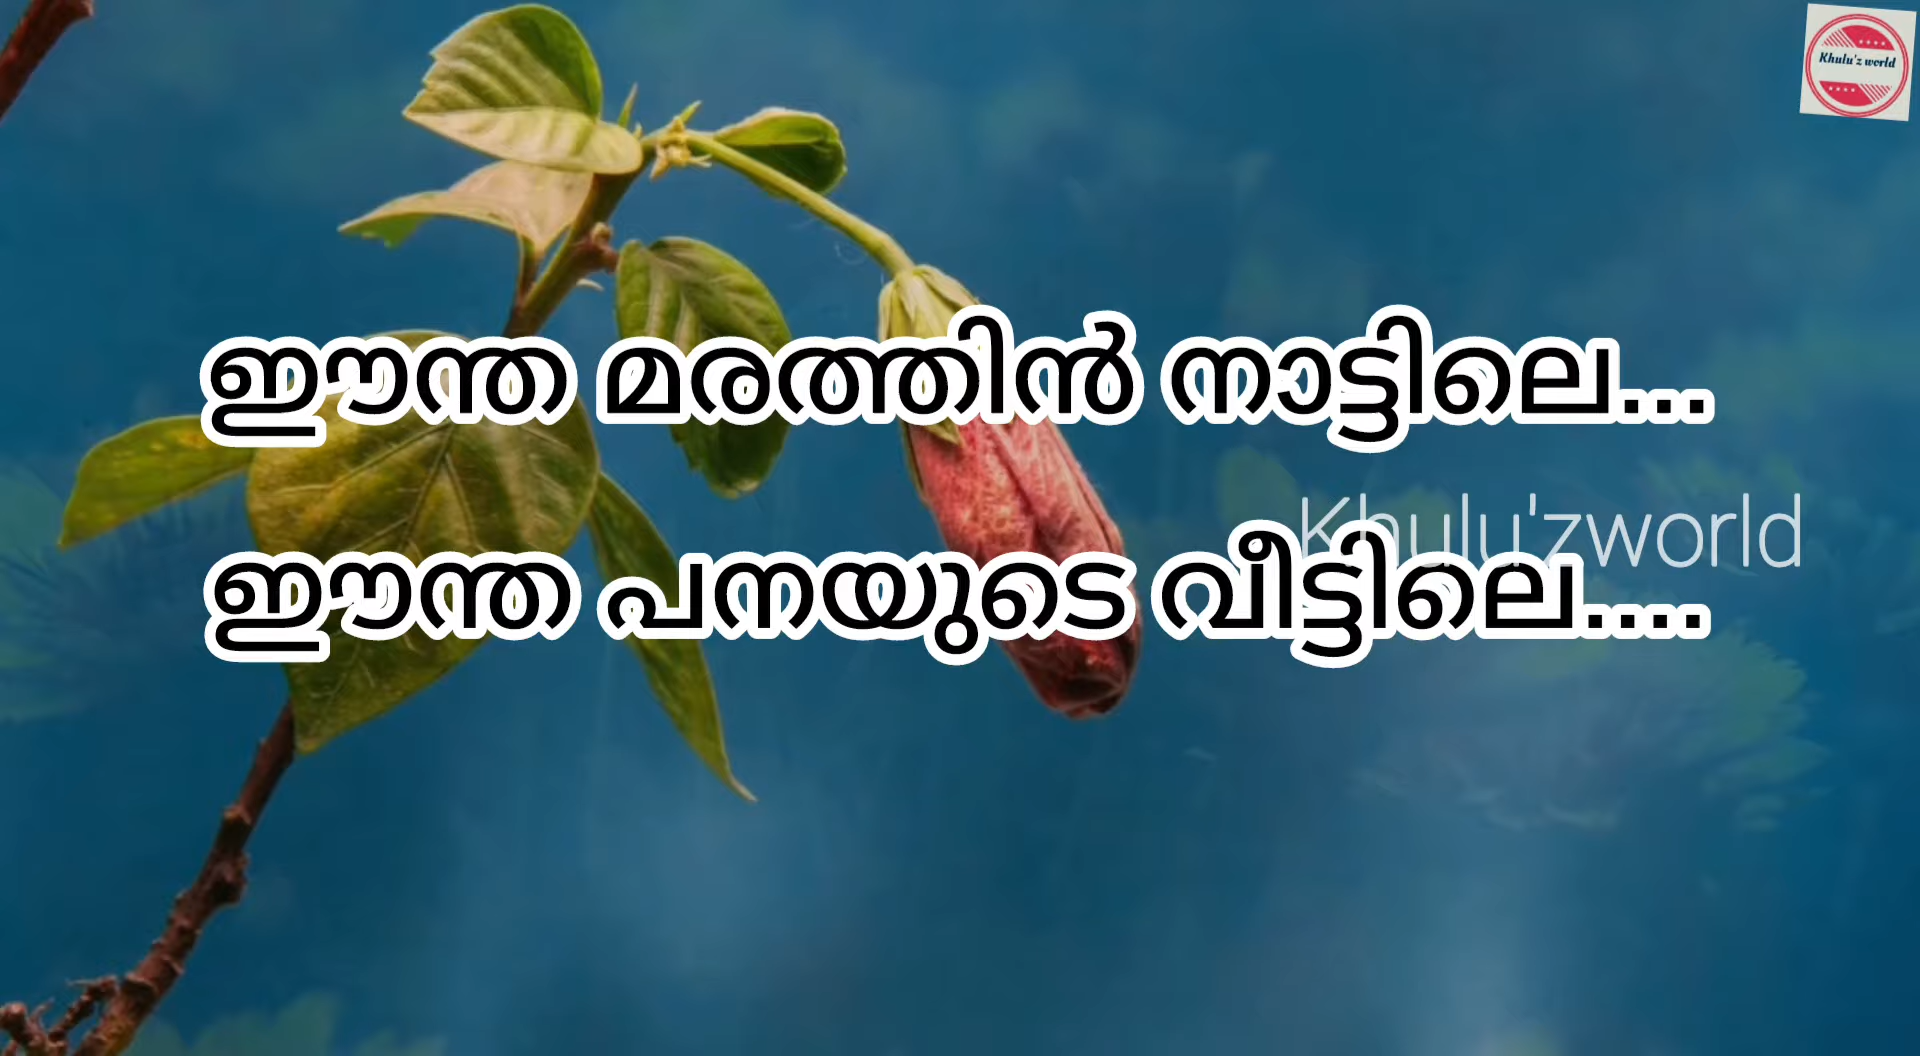 Khulu'z world
ഈന്ത മരത്തിൻ നാട്ടിലെ...
Khulu'zworld
ഈന്ത പനയുടെ വീട്ടിലെ....